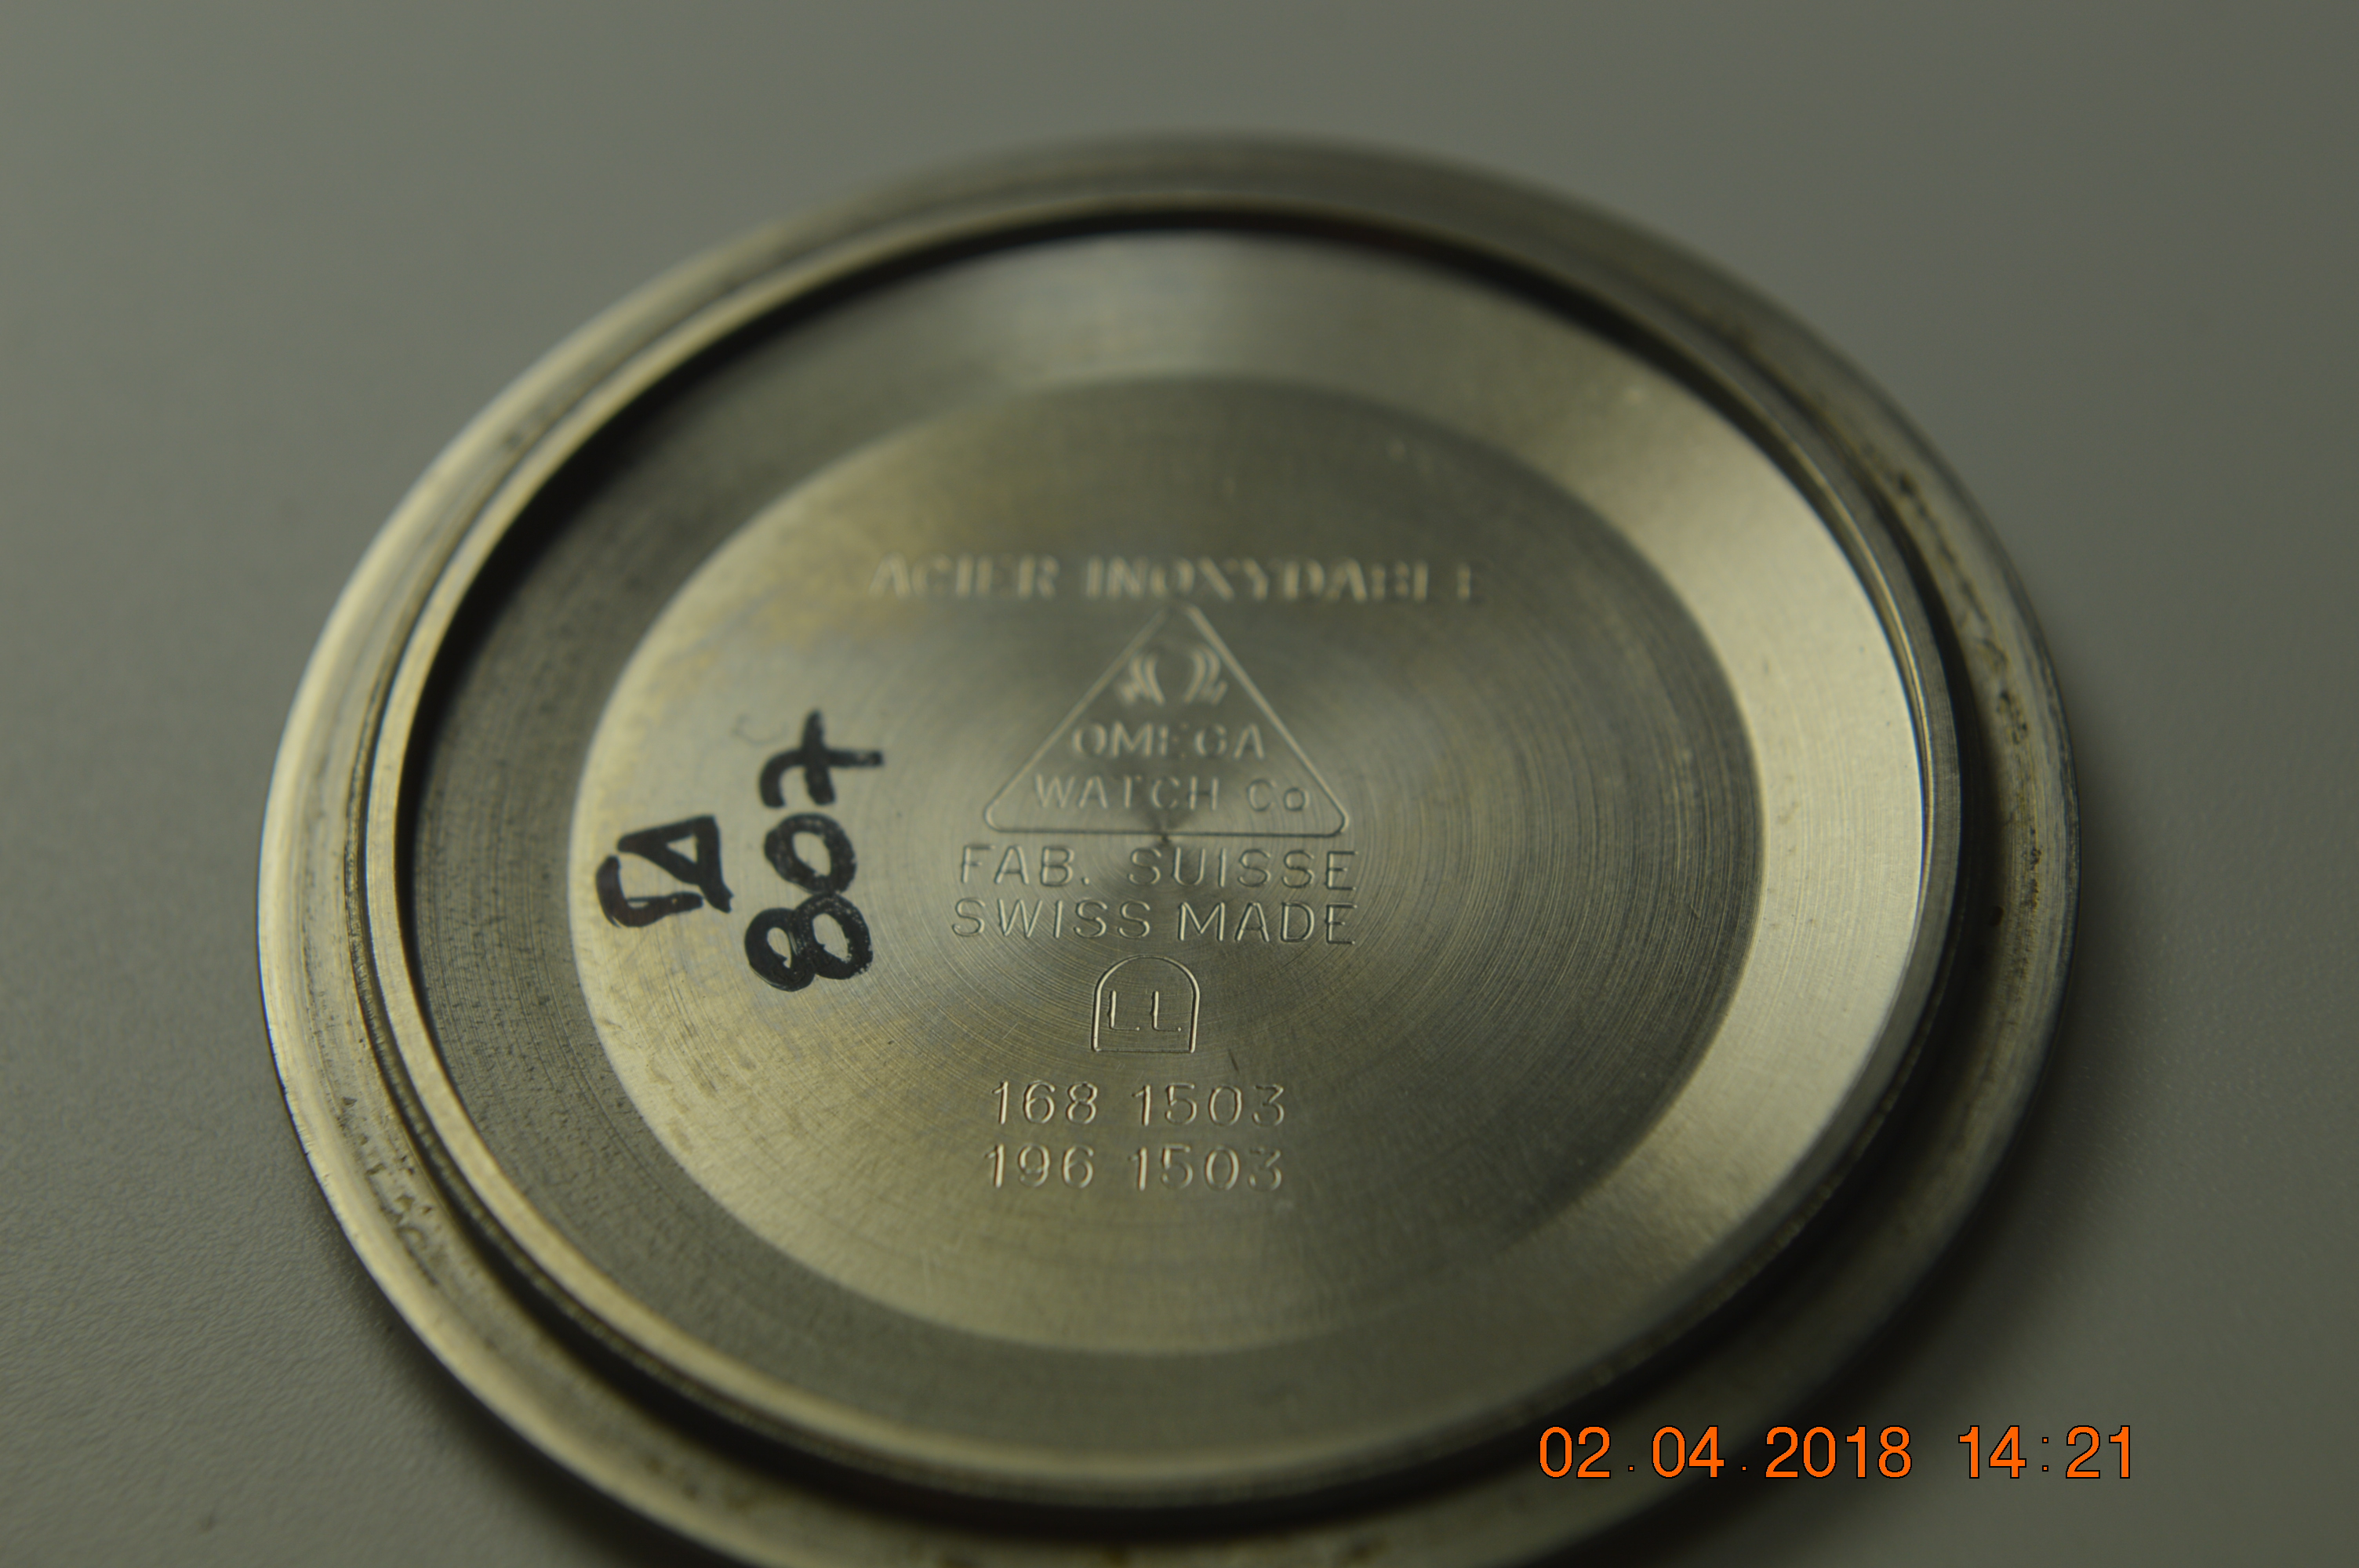 ACIER INOXYDABLE
Ω
OMEGA
WATCH Co
FAB. SUISSE
SWISS MADE
LL
168 1503
196 1503
807
02.04.2018 14:21